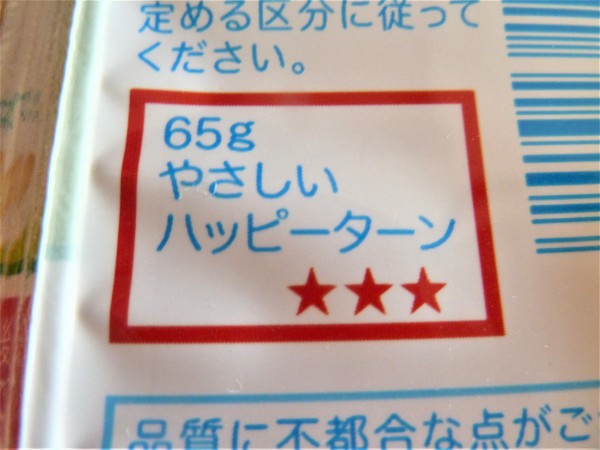 定める区分に従って
ください。
65g
やさしい
ハッピーターン
★★★
品質に不都合な点がご